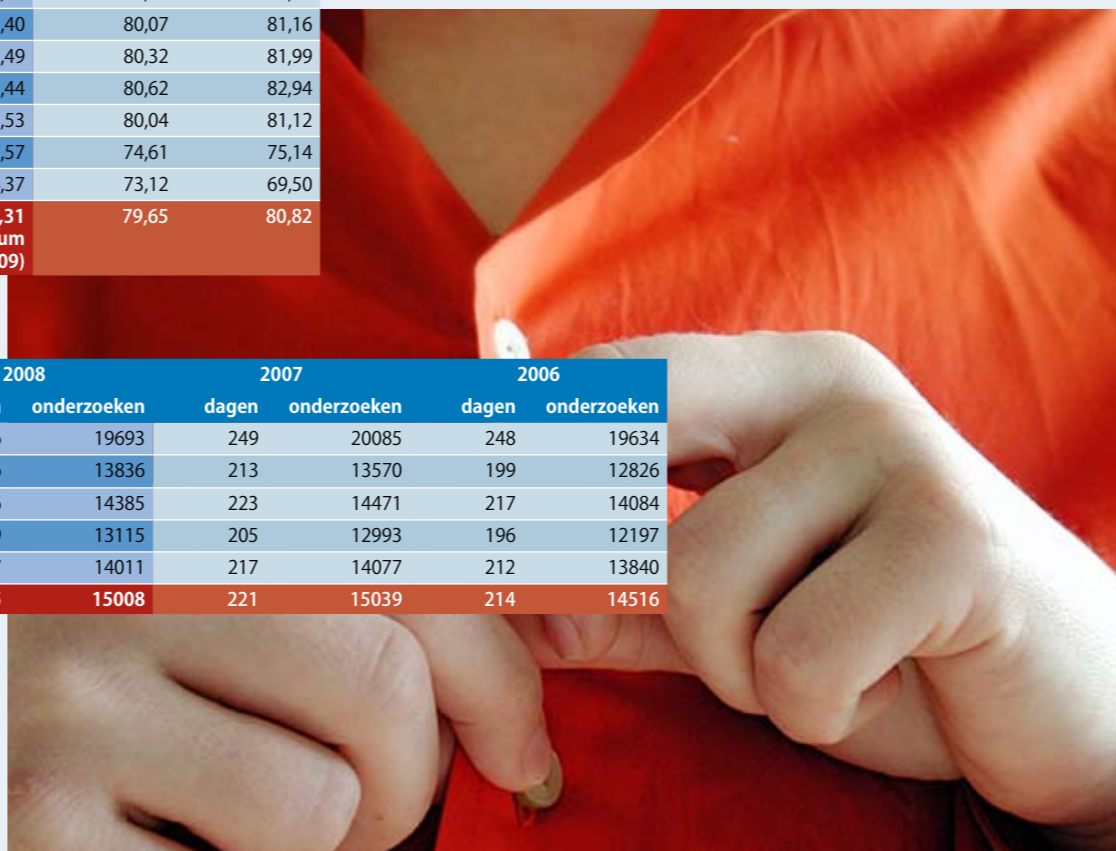 ,40 80,07 81,16
,49 80,32 81,99
,44 80,62 82,94
,53 80,04 81,12
,57 74,61 75,14
,37 73,12 69,50
,31 79,65 80,82
um
09)
2008 2007 2006
onderzoeken dagen onderzoeken dagen onderzoeken
19693 249 20085 248 19634
13836 213 13570 199 12826
14385 223 14471 217 14084
13115 205 12993 196 12197
14011 217 14077 212 13840
15008 221 15039 214 14516